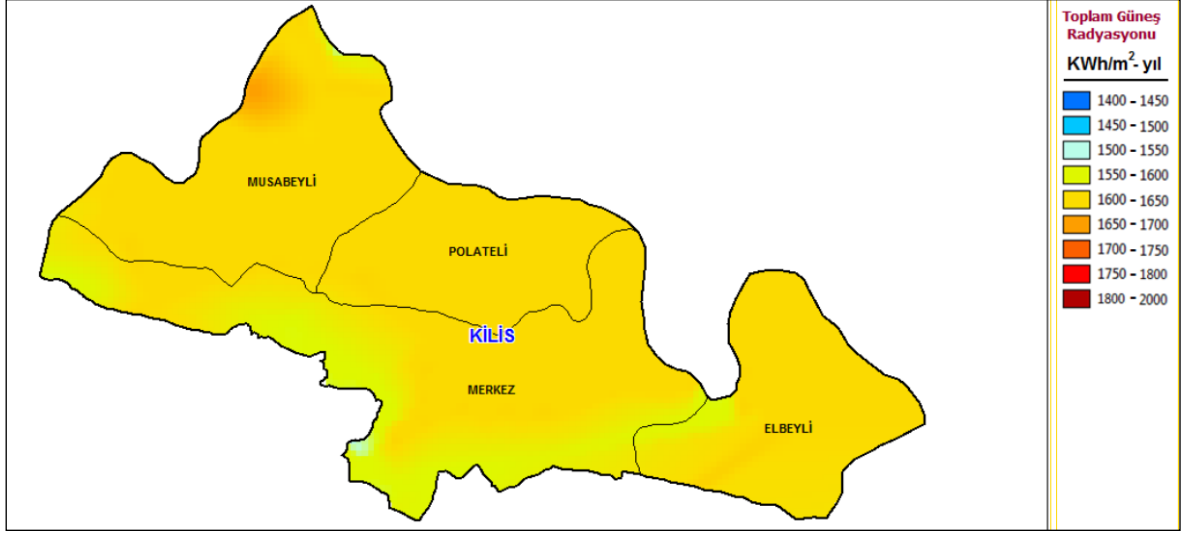 Toplam Güneş
Radyasyonu
KWh/m²- yıl
1400 - 1450
1450 - 1500
1500 - 1550
1550 - 1600
1600 - 1650
1650 - 1700
1700 - 1750
1750 - 1800
1800 - 2000
MUSABEYLİ
POLATELİ
KİLİS
MERKEZ
ELBEYLİ